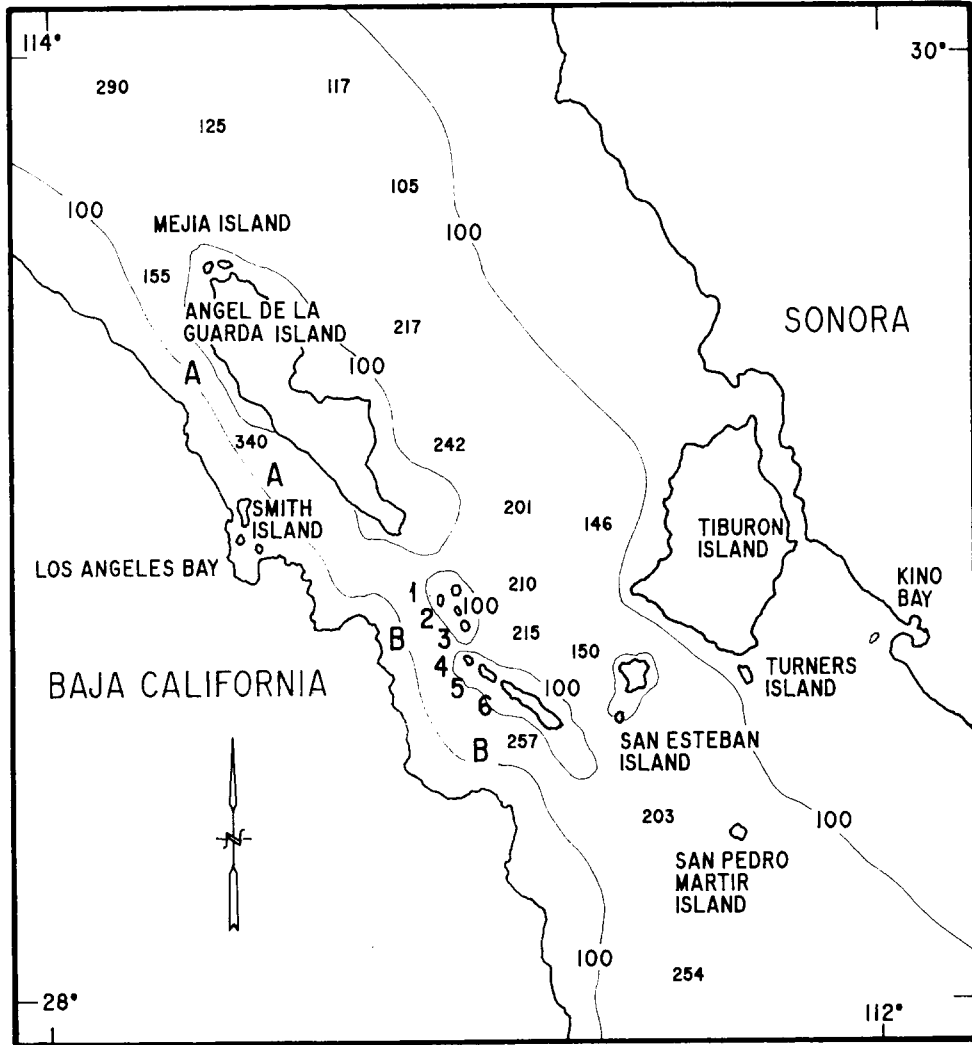 114°
30°
290
117
125
105
100
100
MEJIA ISLAND
155
ANGEL DE LA
GUARDA ISLAND
217
SONORA
100
A
340
242
A
SMITH
ISLAND
201
146
TIBURON
ISLAND
LOS ANGELES BAY
KINO
BAY
1
210
100
2
B
3
215
150
4
TURNERS
ISLAND
5
100
BAJA CALIFORNIA
6
257
B
SAN ESTEBAN
ISLAND
203
100
N
SAN PEDRO
MARTIR
ISLAND
100
254
28°
112°